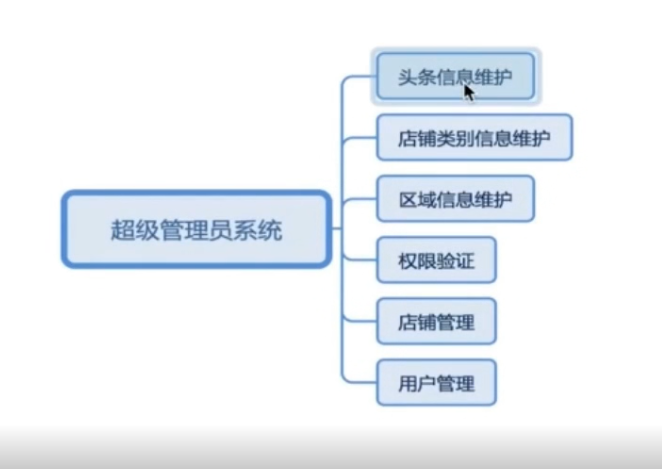 头条信息维护
店铺类别信息维护
区域信息维护
超级管理员系统
权限验证
店铺管理
用户管理